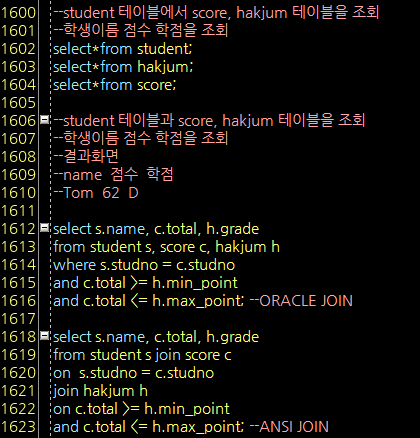 1600 --student 테이블에서 score, hakjum 테이블을 조회
1601 --학생이름 점수 학점을 조회
1602 select*from student;
1603 select*from hakjum;
1604 select*from score;
1605
1606 --student 테이블과 score, hakjum 테이블을 조회
1607 --학생이름 점수 학점을 조회
1608 --결과화면
1609 --name 점수 학점
1610 --Tom 62 D
1611
1612 select s.name, c.total, h.grade
1613 from student s, score c, hakjum h
1614 where s.studno = c.studno
1615 and c.total >= h.min_point
1616 and c.total <= h.max_point; --ORACLE JOIN
1617
1618 select s.name, c.total, h.grade
1619 from student s join score c
1620 on s.studno = c.studno
1621 join hakjum h
1622 on c.total >= h.min_point
1623 and c.total <= h.max_point; --ANSI JOIN